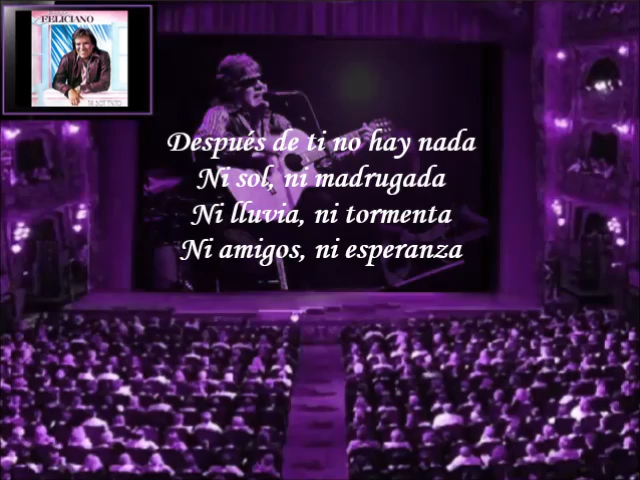 FELICIANO
Después de ti no hay nada
Ni sol, ni madrugada
Ni lluvia, ni tormenta
Ni amigos, ni esperanza